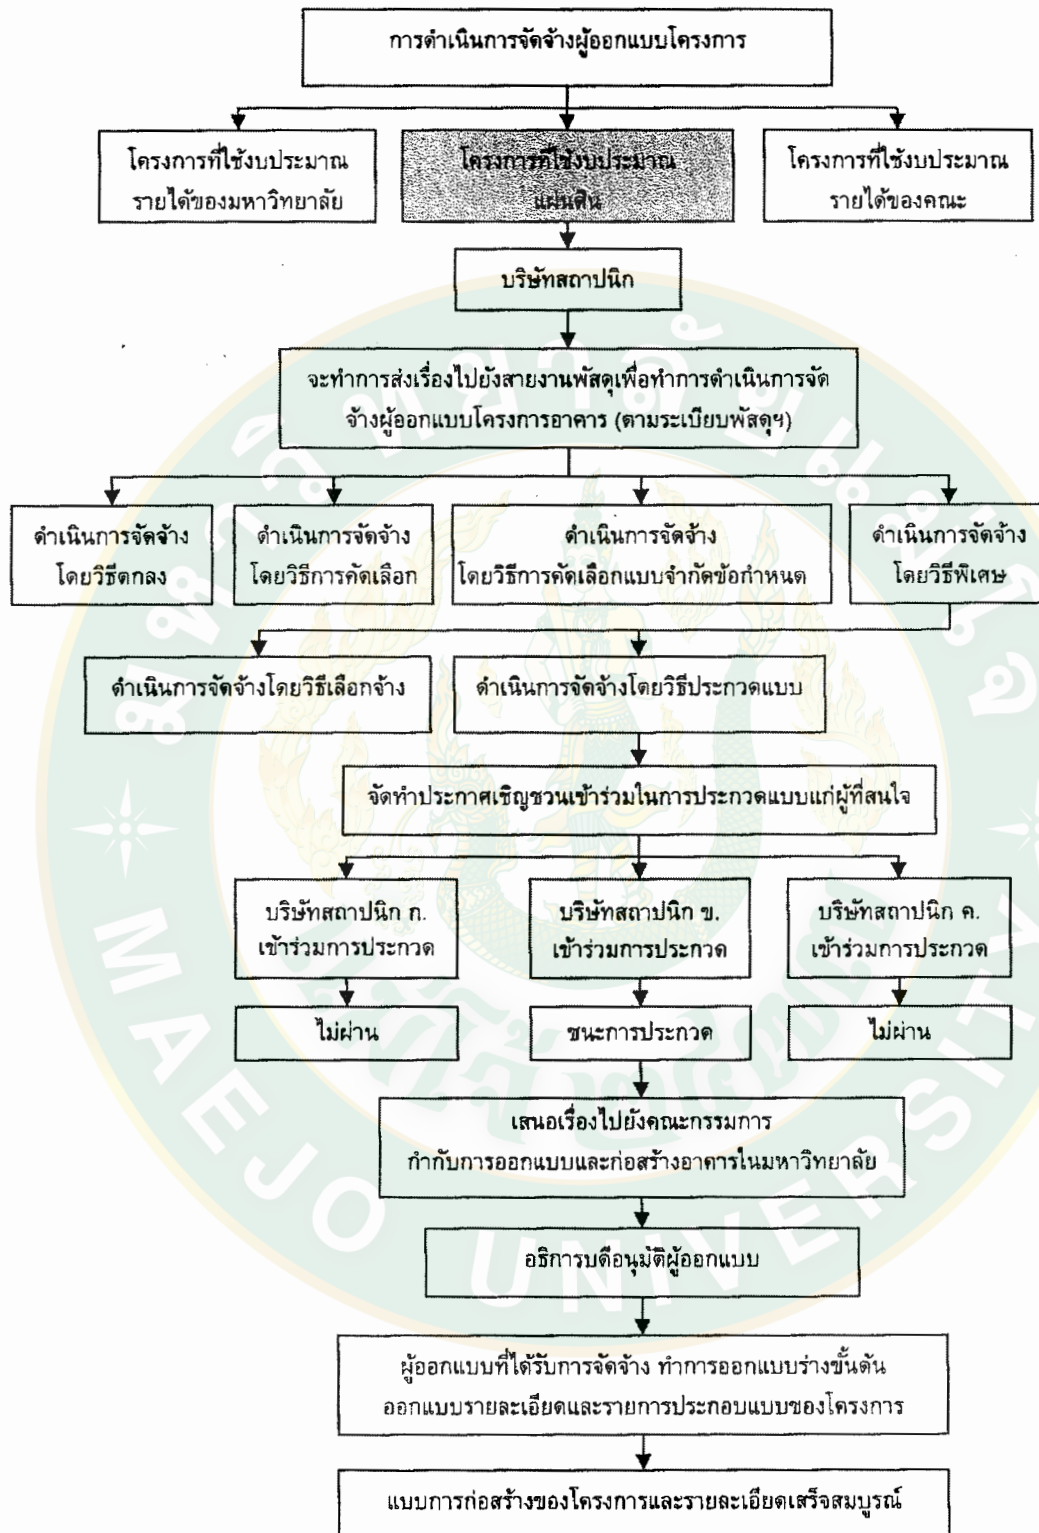 การดำเนินการจัดจ้างผู้ออกแบบโครงการ
โครงการที่ใช้งบประมาณ
รายได้ของมหาวิทยาลัย
โครงการที่ใช้งบประมาณ
แผ่นดิน
โครงการที่ใช้งบประมาณ
รายได้ของคณะ
บริษัทสถาปนิก
จะทำการส่งเรื่องไปยังสายงานพัสดุเพื่อทำการดำเนินการจัด
จ้างผู้ออกแบบโครงการอาคาร (ตามระเบียบพัสดุฯ)
ดำเนินการจัดจ้าง
โดยวิธีตกลง
ดำเนินการจัดจ้าง
โดยวิธีการคัดเลือก
ดำเนินการจัดจ้าง
โดยวิธีการคัดเลือกแบบจำกัดข้อกำหนด
ดำเนินการจัดจ้าง
โดยวิธีพิเศษ
ดำเนินการจัดจ้างโดยวิธีเลือกจ้าง
ดำเนินการจัดจ้างโดยวิธีประกวดแบบ
จัดทำประกาศเชิญชวนเข้าร่วมในการประกวดแบบแก่ผู้ที่สนใจ
บริษัทสถาปนิก ก.
เข้าร่วมการประกวด
บริษัทสถาปนิก ข.
เข้าร่วมการประกวด
บริษัทสถาปนิก ค.
เข้าร่วมการประกวด
ไม่ผ่าน
ชนะการประกวด
ไม่ผ่าน
เสนอเรื่องไปยังคณะกรรมการ
กำกับการออกแบบและก่อสร้างอาคารในมหาวิทยาลัย
อธิการบดีอนุมัติผู้ออกแบบ
ผู้ออกแบบที่ได้รับการจัดจ้าง ทำการออกแบบร่างขั้นต้น
ออกแบบรายละเอียดและรายการประกอบแบบของโครงการ
แบบการก่อสร้างของโครงการและรายละเอียดเสร็จสมบูรณ์
มหาวิทยาลัยแม่โจ้
MAEJO UNIVERSITY